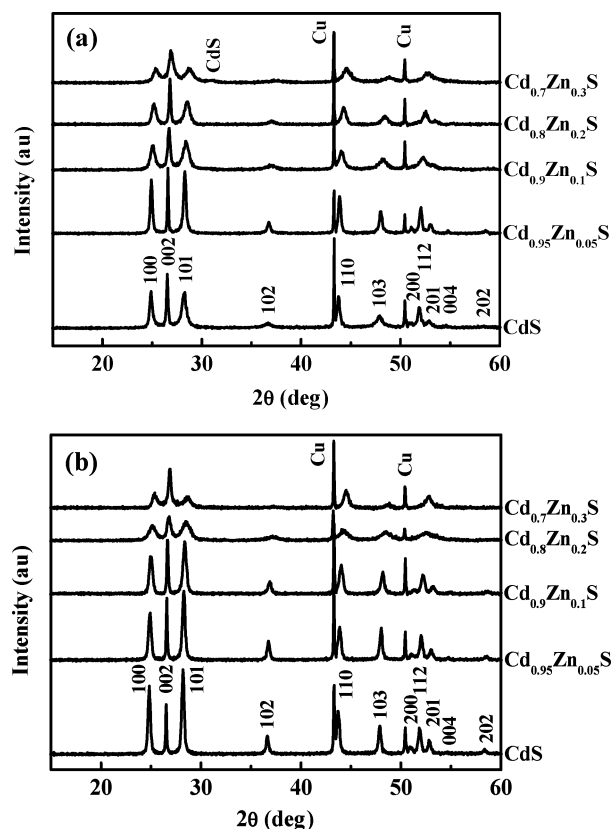 (a)
CdS
Cu
Cu
Cd0.7Zn0.3S
Cd0.8Zn0.2S
Cd0.9Zn0.1S
Cd0.95Zn0.05S
CdS
Intensity (au)
100
002
101
102
110
103
200
112
201
004
202
20
30
40
50
60
2θ (deg)
(b)
Cu
Cu
Cd0.7Zn0.3S
Cd0.8Zn0.2S
Cd0.9Zn0.1S
Cd0.95Zn0.05S
CdS
Intensity (au)
100
002
101
102
110
103
200
112
201
004
202
20
30
40
50
60
2θ (deg)